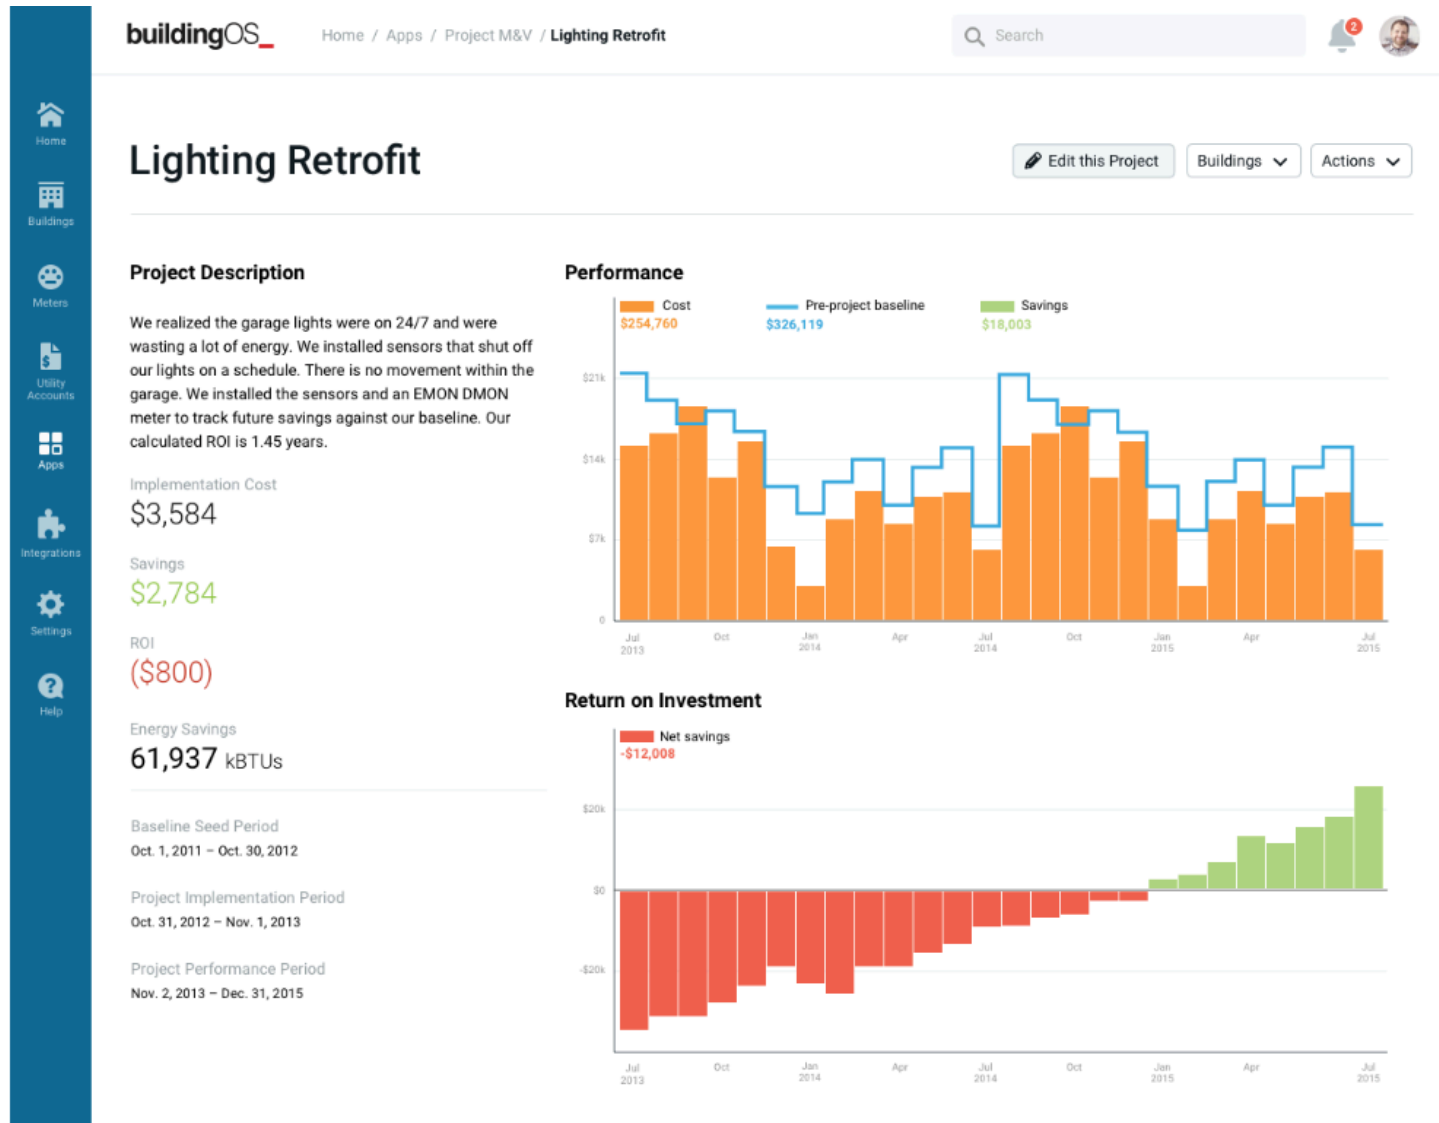 buildingOS_
Home / Apps / Project M&V / Lighting Retrofit
Search
2
Home
Buildings
Meters
Utility
Accounts
Apps
Integrations
Settings
Help
Lighting Retrofit
Edit this Project
Buildings
Actions
Project Description
We realized the garage lights were on 24/7 and were
wasting a lot of energy. We installed sensors that shut off
our lights on a schedule. There is no movement within the
garage. We installed the sensors and an EMON DMON
meter to track future savings against our baseline. Our
calculated ROI is 1.45 years.
Implementation Cost
$3,584
Savings
$2,784
ROI
($800)
Energy Savings
61,937 kBTUs
Baseline Seed Period
Oct. 1, 2011 – Oct. 30, 2012
Project Implementation Period
Oct. 31, 2012 – Nov. 1, 2013
Project Performance Period
Nov. 2, 2013 – Dec. 31, 2015
Performance
Cost
$254,760
Pre-project baseline
$326,119
Savings
$18,003
$21k
$14k
$7k
0
Jul
2013
Oct
Jan
2014
Apr
Jul
2014
Oct
Jan
2015
Apr
Jul
2015
Return on Investment
Net savings
-$12,008
$20k
$0
-$20k
Jul
2013
Oct
Jan
2014
Apr
Jul
2014
Oct
Jan
2015
Apr
Jul
2015